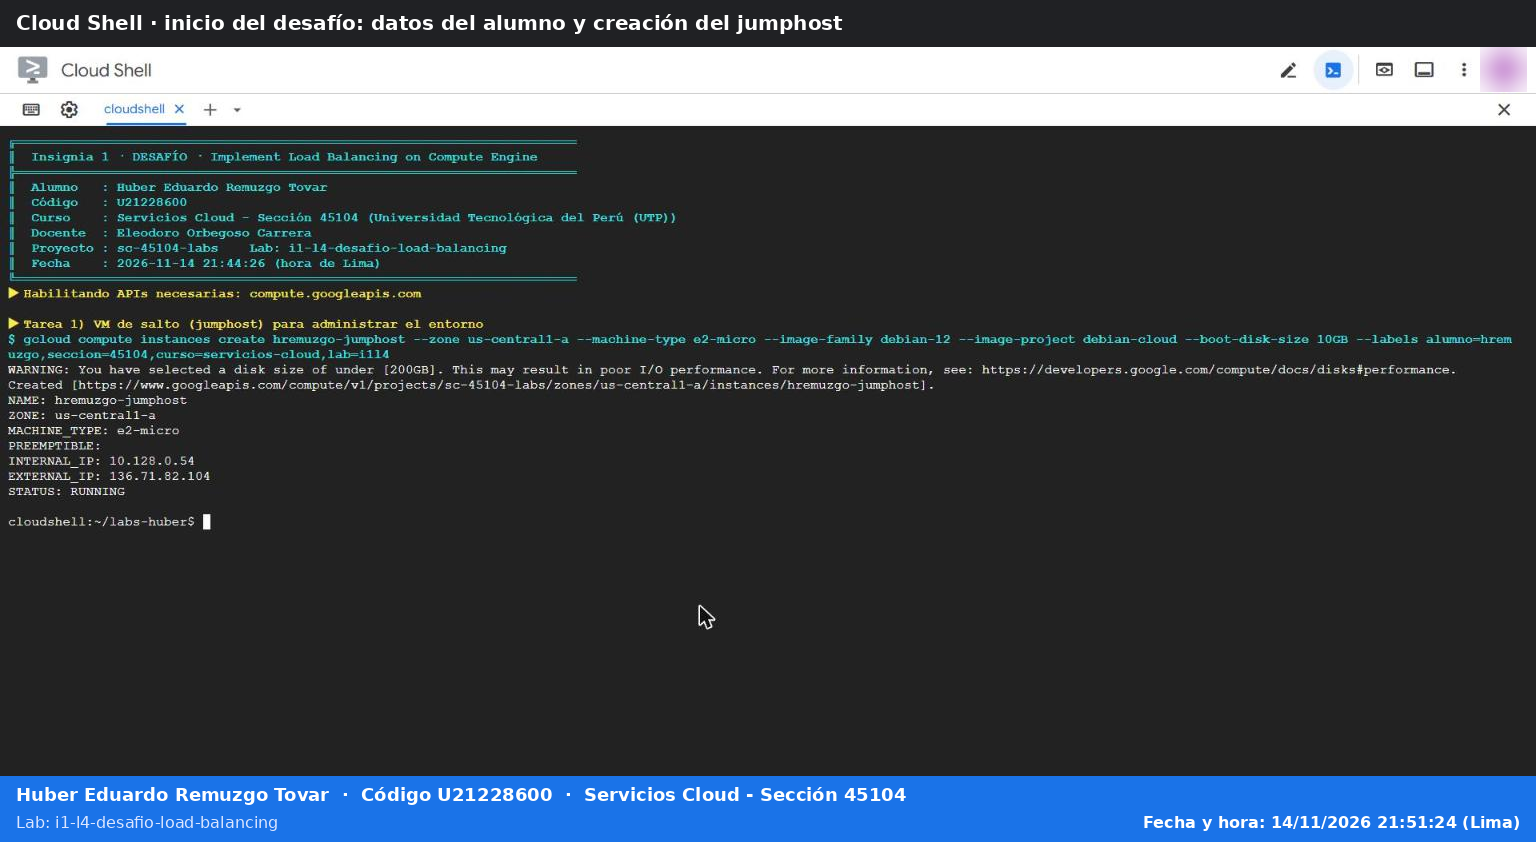 Cloud Shell · inicio del desafío: datos del alumno y creación del jumphost
Cloud Shell
cloudshell
Insignia 1 · DESAFÍO · Implement Load Balancing on Compute Engine
Alumno : Huber Eduardo Remuzgo Tovar
Código : U21228600
Curso : Servicios Cloud - Sección 45104 (Universidad Tecnológica del Perú (UTP))
Docente : Eleodoro Orbegoso Carrera
Proyecto : sc-45104-labs Lab: i1-l4-desafio-load-balancing
Fecha : 2026-11-14 21:44:26 (hora de Lima)
▶ Habilitando APIs necesarias: compute.googleapis.com
▶ Tarea 1) VM de salto (jumphost) para administrar el entorno
$ gcloud compute instances create hremuzgo-jumphost --zone us-central1-a --machine-type e2-micro --image-family debian-12 --image-project debian-cloud --boot-disk-size 10GB --labels alumno=hrem
uzgo,seccion=45104,curso=servicios-cloud,lab=i1l4
WARNING: You have selected a disk size of under [200GB]. This may result in poor I/O performance. For more information, see: https://developers.google.com/compute/docs/disks#performance.
Created [https://www.googleapis.com/compute/v1/projects/sc-45104-labs/zones/us-central1-a/instances/hremuzgo-jumphost].
NAME: hremuzgo-jumphost
ZONE: us-central1-a
MACHINE_TYPE: e2-micro
PREEMPTIBLE:
INTERNAL_IP: 10.128.0.54
EXTERNAL_IP: 136.71.82.104
STATUS: RUNNING
cloudshell:~/labs-huber$
Huber Eduardo Remuzgo Tovar · Código U21228600 · Servicios Cloud - Sección 45104
Lab: i1-l4-desafio-load-balancing
Fecha y hora: 14/11/2026 21:51:24 (Lima)